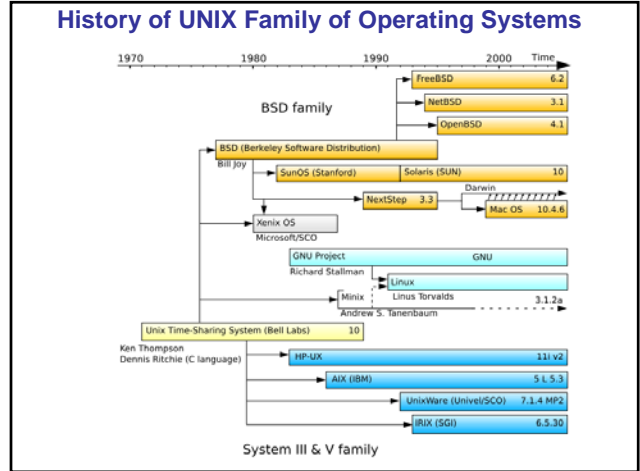 History of UNIX Family of Operating Systems
1970 1980 1990 2000 Time
FreeBSD 6.2
BSD family
NetBSD 3.1
OpenBSD 4.1
BSD (Berkeley Software Distribution)
Bill Joy
SunOS (Stanford) Solaris (SUN) 10
Darwin
NextStep 3.3
Mac OS 10.4.6
Xenix OS
Microsoft/SCO
GNU Project GNU
Richard Stallman
Linux
Minix Linus Torvalds 3.1.2a
Andrew S. Tanenbaum
Unix Time-Sharing System (Bell Labs) 10
Ken Thompson
Dennis Ritchie (C language)
HP-UX 11i v2
AIX (IBM) 5 L 5.3
UnixWare (Univel/SCO) 7.1.4 MP2
IRIX (SGI) 6.5.30
System III & V family